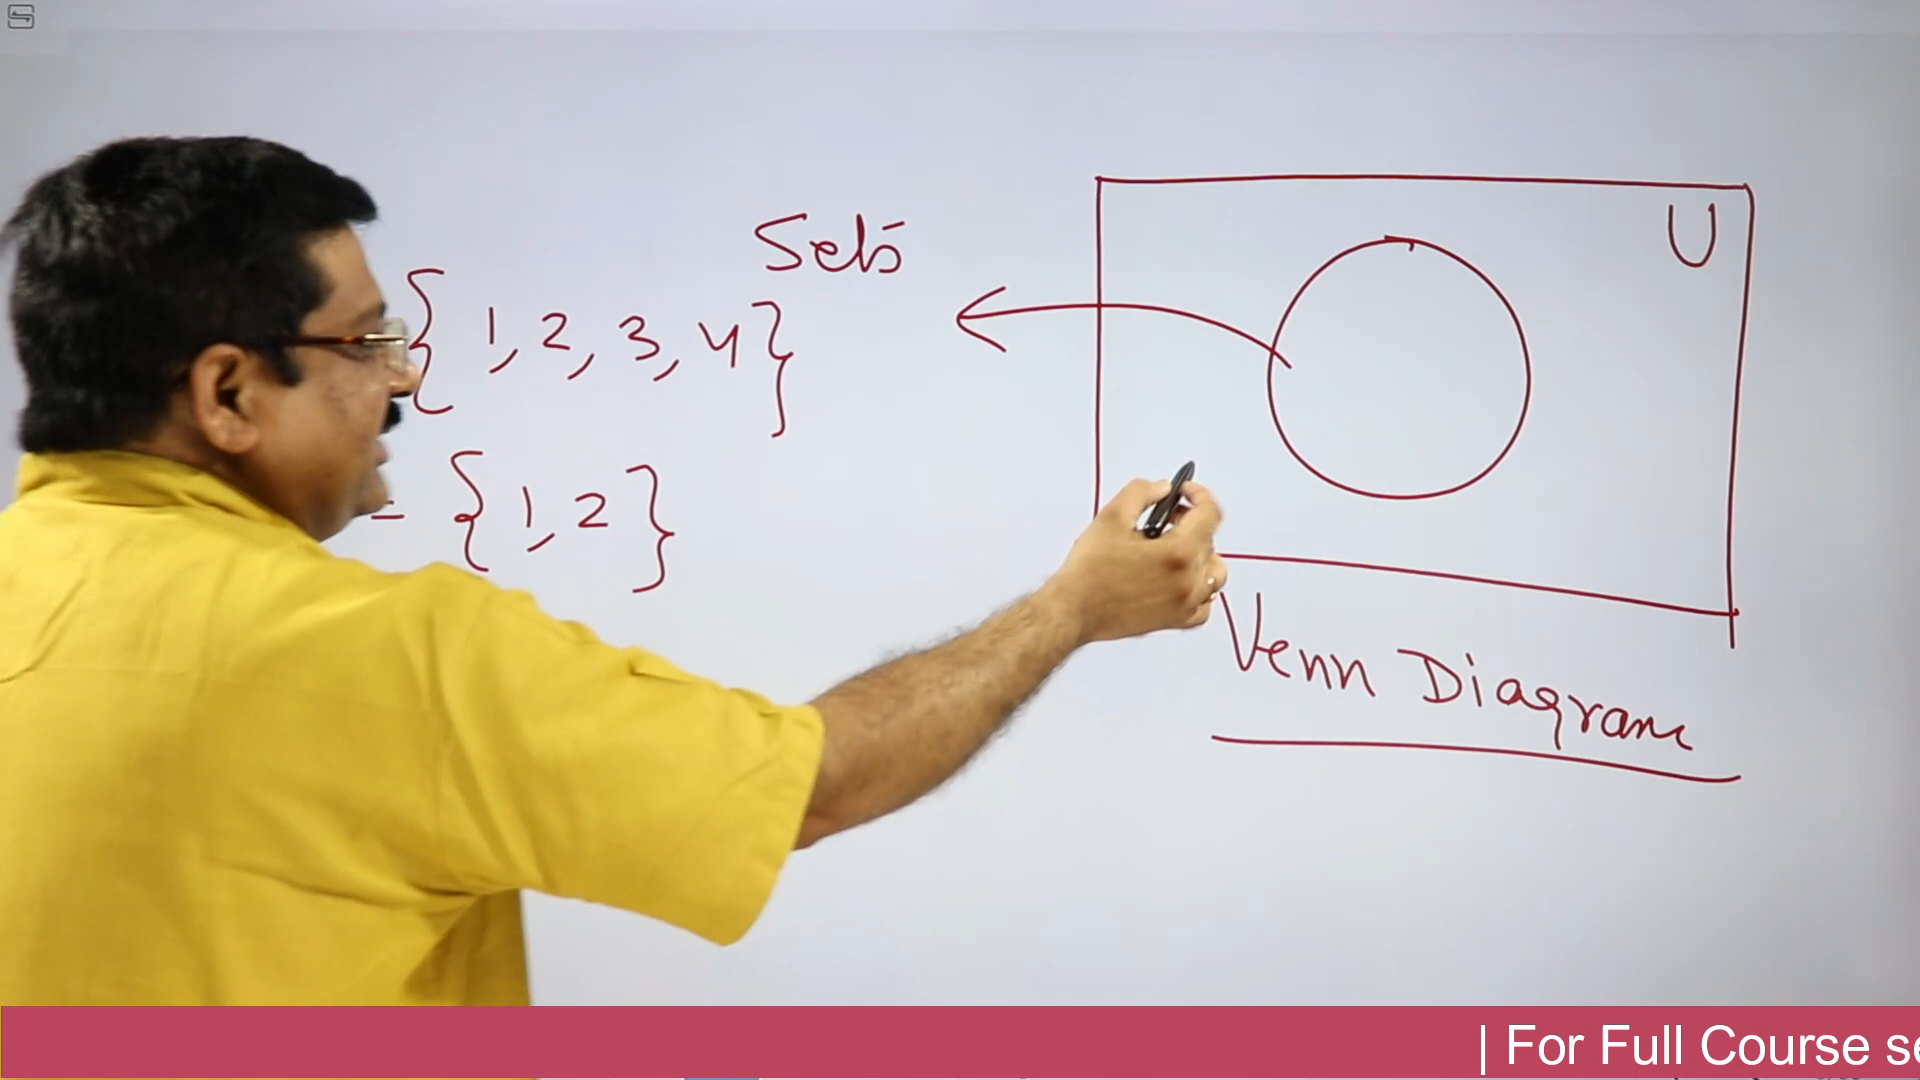 Sets
{ 1, 2, 3, 4 }
= { 1, 2 }
U
Venn Diagram
| For Full Course se